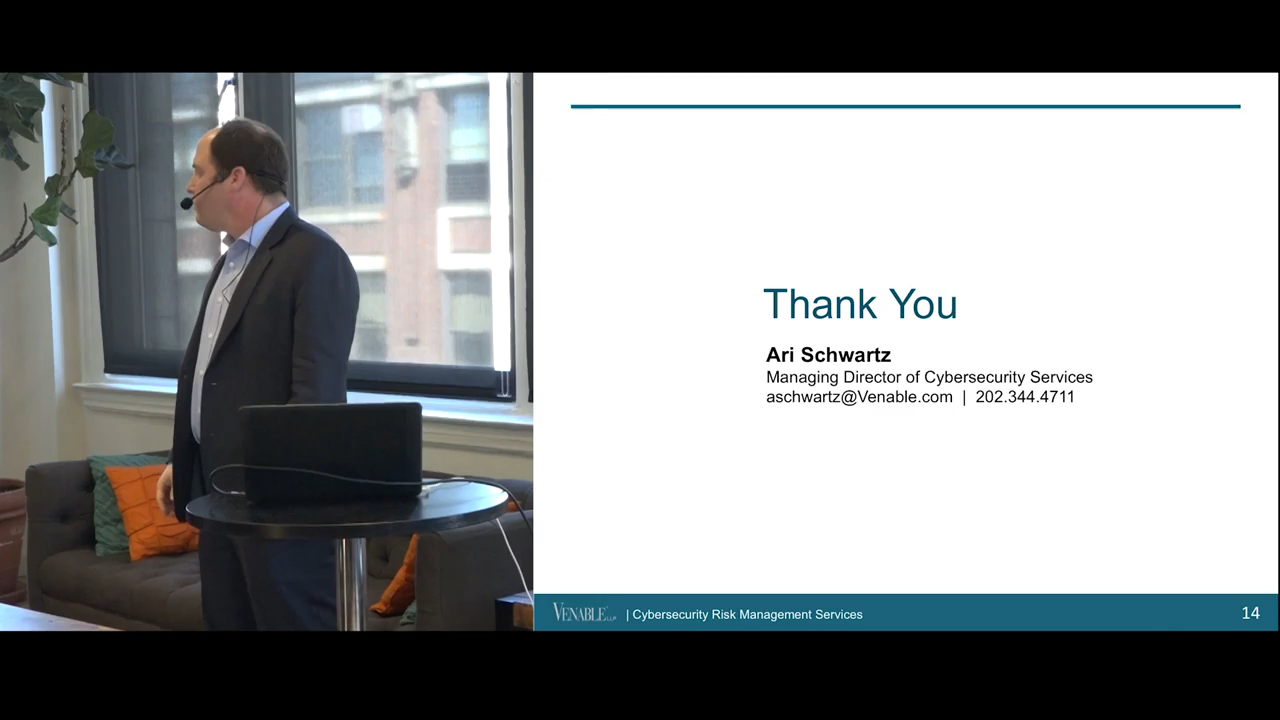 Thank You
Ari Schwartz
Managing Director of Cybersecurity Services
aschwartz@Venable.com | 202.344.4711
VENABLE LLP | Cybersecurity Risk Management Services
14